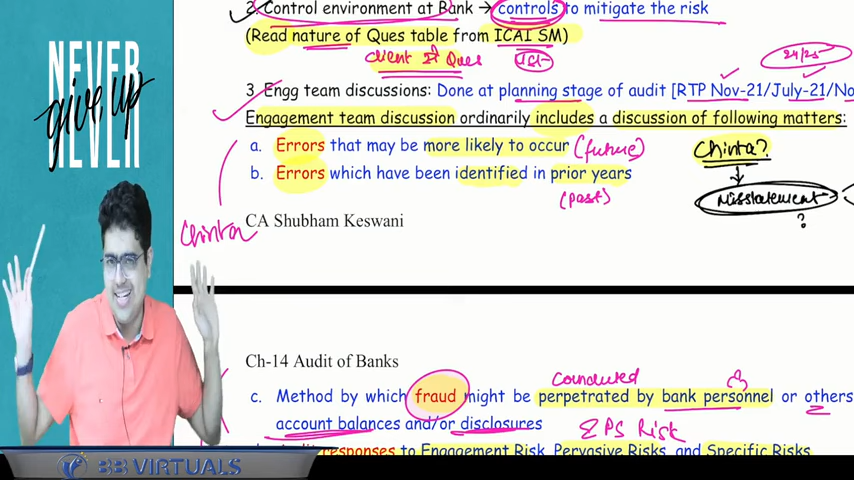 2. Control environment at Bank → controls to mitigate the risk
(Read nature of Ques table from ICAI SM)
client Ques
24/25
3 Engg team discussions: Done at planning stage of audit [RTP Nov-21/July-21/No
Engagement team discussion ordinarily includes a discussion of following matters:
a. Errors that may be more likely to occur (future)
b. Errors which have been identified in prior years
(past)
Chinta?
Misstatement
?
Chinta
CA Shubham Keswani
NEVER
give up
NEVER
Ch-14 Audit of Banks
Conducted
c. Method by which fraud might be perpetrated by bank personnel or others
account balances and/or disclosures
EPS Risk
responses to Engagement Risk, Pervasive Risks, and Specific Risks.
BB VIRTUALS